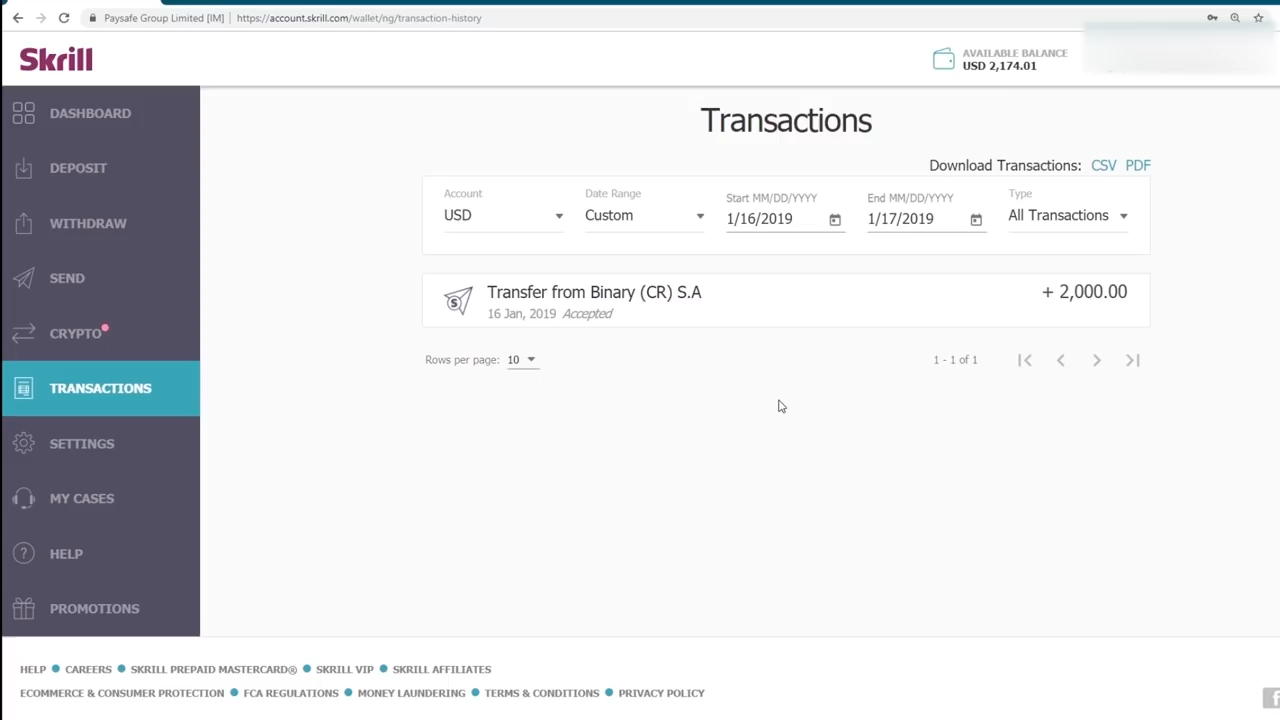 Paysafe Group Limited [IM] | https://account.skrill.com/wallet/ng/transaction-history
Skrill
AVAILABLE BALANCE
USD 2,174.01
DASHBOARD
DEPOSIT
WITHDRAW
SEND
CRYPTO
TRANSACTIONS
SETTINGS
MY CASES
HELP
PROMOTIONS
Transactions
Download Transactions: CSV PDF
Account Date Range Start MM/DD/YYYY End MM/DD/YYYY Type
USD Custom 1/16/2019 1/17/2019 All Transactions
Transfer from Binary (CR) S.A + 2,000.00
16 Jan, 2019 Accepted
Rows per page: 10 1 - 1 of 1
HELP CAREERS SKRILL PREPAID MASTERCARD® SKRILL VIP SKRILL AFFILIATES
ECOMMERCE & CONSUMER PROTECTION FCA REGULATIONS MONEY LAUNDERING TERMS & CONDITIONS PRIVACY POLICY